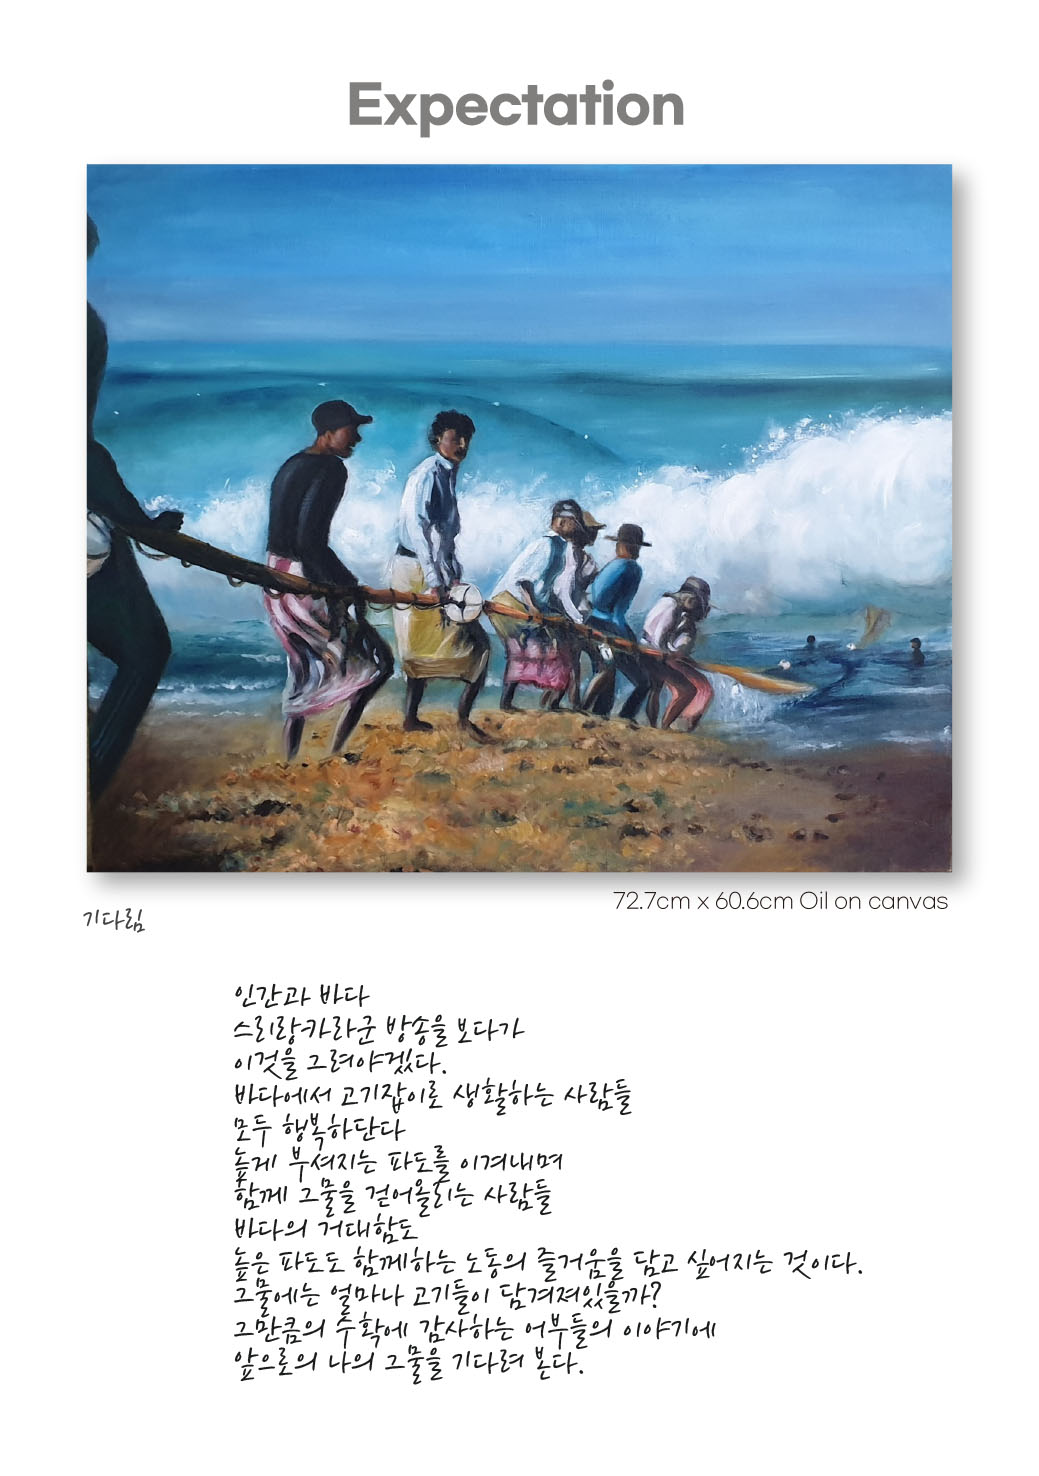 Expectation
72.7cm x 60.6cm Oil on canvas
기다림
인간과 바다
스리랑카라군 방송을 보다가
이것을 그려야겠다.
바다에서 고기잡이로 생활하는 사람들
모두 행복하단다
높게 부셔지는 파도를 이겨내며
함께 그물을 걷어올리는 사람들
바다의 거대함도
높은 파도도 함께하는 노동의 즐거움을 담고 싶어지는 것이다.
그물에는 얼마나 고기들이 담겨져있을까?
그만큼의 수확에 감사하는 어부들의 이야기에
앞으로의 나의 그물을 기다려 본다.